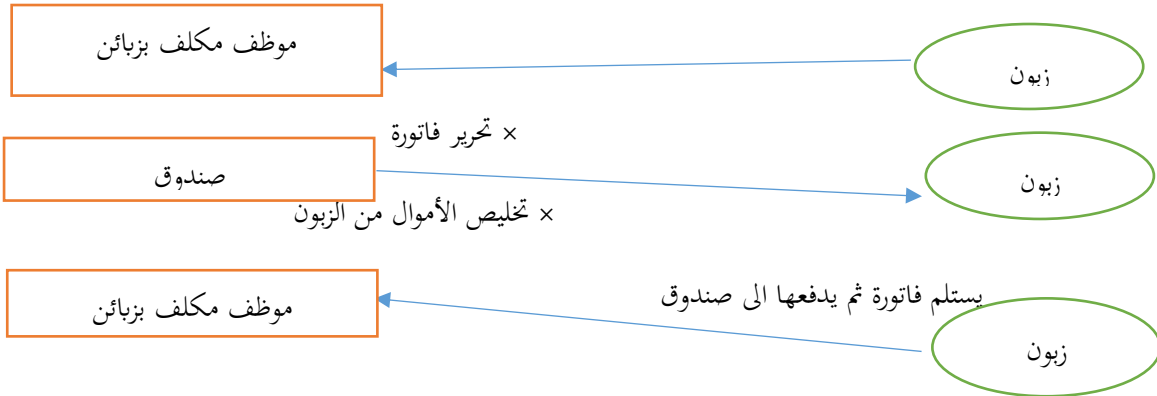 موظف مكلف بزبائن
زبون
× تحرير فاتورة
صندوق
زبون
× تخليص الأموال من الزبون
يستلم فاتورة ثم يدفعها الى صندوق
موظف مكلف بزبائن
زبون